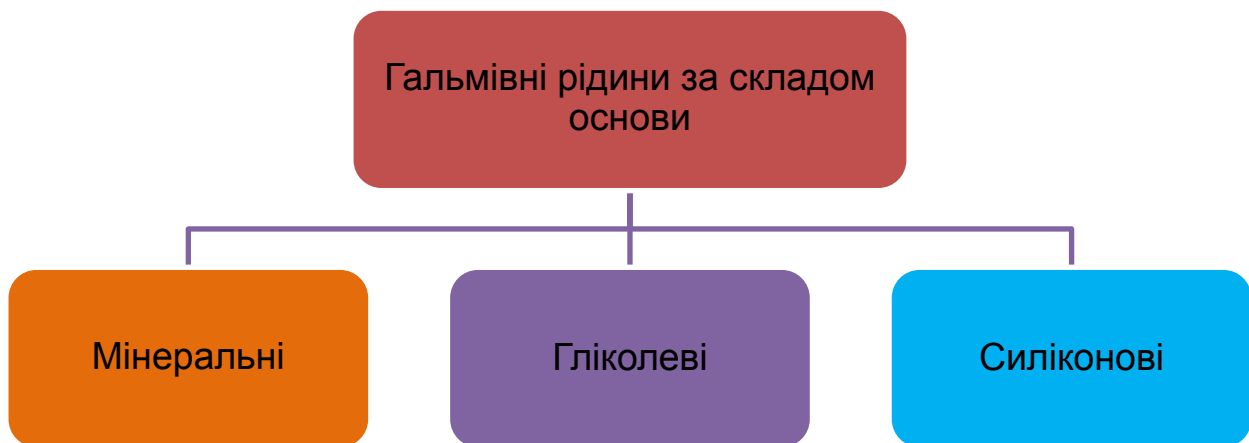 Гальмівні рідини за складом
основи
Мінеральні
Гліколеві
Силіконові